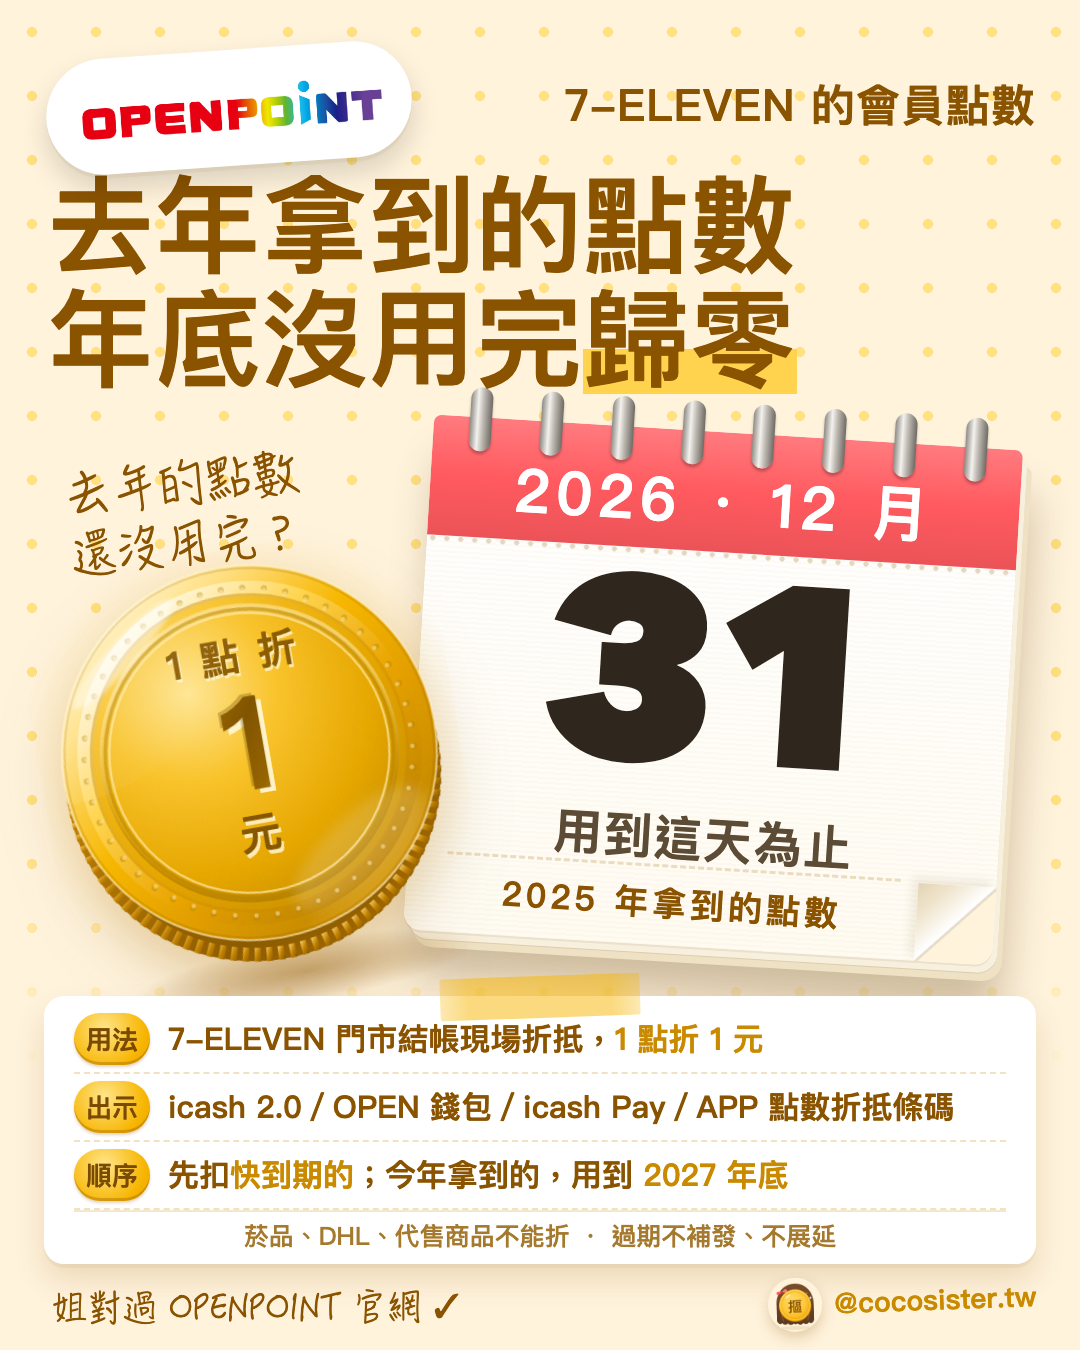 OPENPOINT
7-ELEVEN 的會員點數
去年拿到的點數
年底沒用完歸零
去年的點數
還沒用完？
2026 · 12 月
31
用到這天為止
2025 年拿到的點數
1 點 折
1
元
用法 7-ELEVEN 門市結帳現場折抵，1 點折 1 元
出示 icash 2.0 / OPEN 錢包 / icash Pay / APP 點數折抵條碼
順序 先扣快到期的；今年拿到的，用到 2027 年底
菸品、DHL、代售商品不能折 · 過期不補發、不展延
姐對過 OPENPOINT 官網 ✓
摳
@cocosister.tw